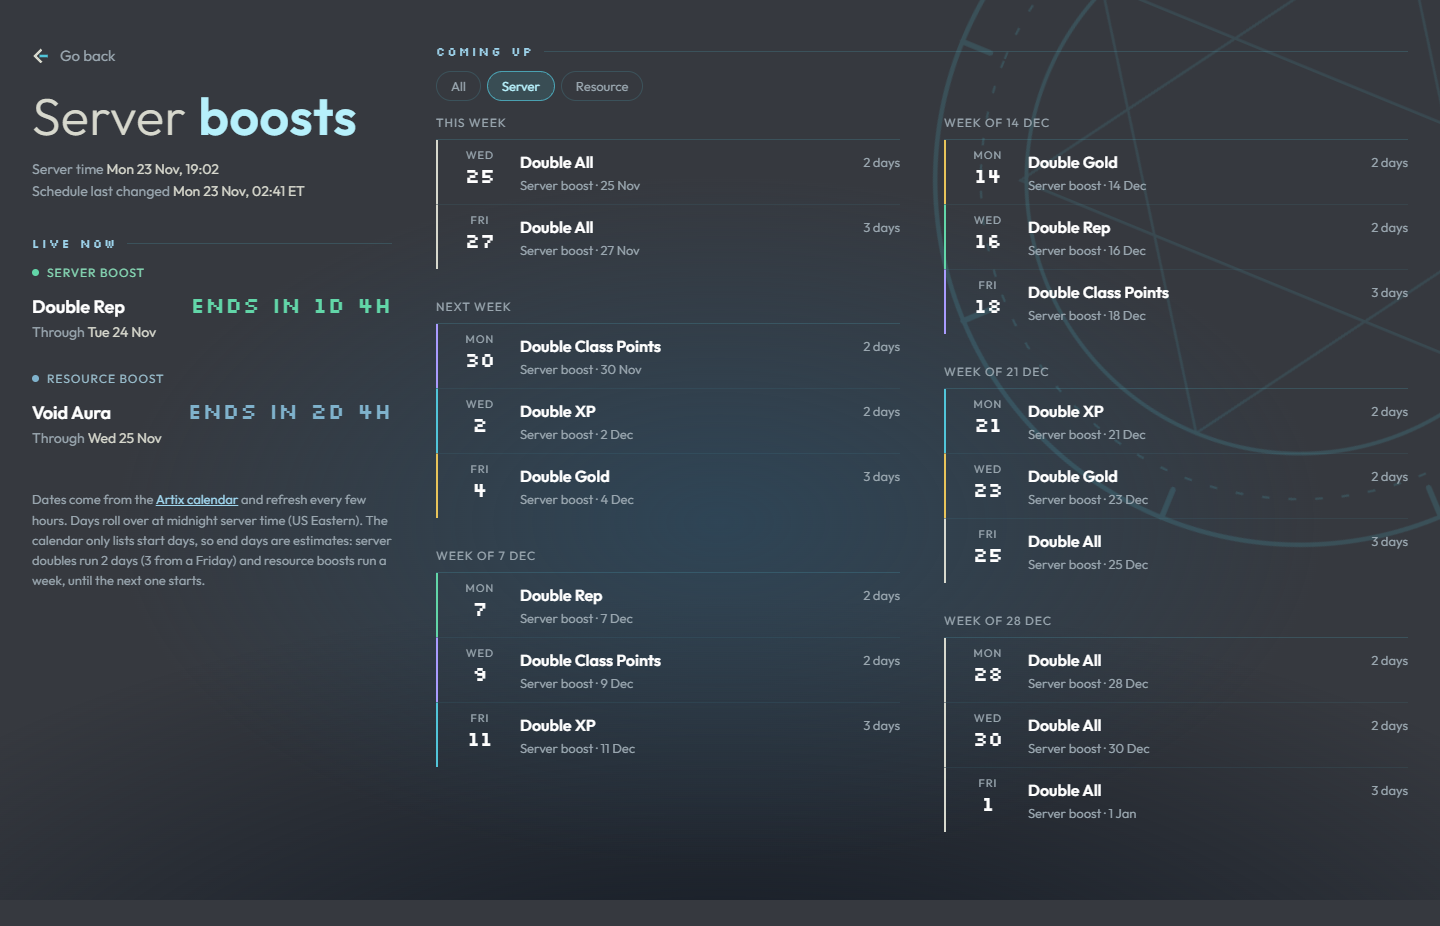 Go back
Server boosts
Server time Mon 23 Nov, 19:02
Schedule last changed Mon 23 Nov, 02:41 ET
LIVE NOW
SERVER BOOST
Double Rep ENDS IN 1D 4H
Through Tue 24 Nov
RESOURCE BOOST
Void Aura ENDS IN 2D 4H
Through Wed 25 Nov
Dates come from the Artix calendar and refresh every few
hours. Days roll over at midnight server time (US Eastern). The
calendar only lists start days, so end days are estimates: server
doubles run 2 days (3 from a Friday) and resource boosts run a
week, until the next one starts.
COMING UP
All Server Resource
THIS WEEK
WED
25
Double All 2 days
Server boost · 25 Nov
FRI
27
Double All 3 days
Server boost · 27 Nov
NEXT WEEK
MON
30
Double Class Points 2 days
Server boost · 30 Nov
WED
2
Double XP 2 days
Server boost · 2 Dec
FRI
4
Double Gold 3 days
Server boost · 4 Dec
WEEK OF 7 DEC
MON
7
Double Rep 2 days
Server boost · 7 Dec
WED
9
Double Class Points 2 days
Server boost · 9 Dec
FRI
11
Double XP 3 days
Server boost · 11 Dec
WEEK OF 14 DEC
MON
14
Double Gold 2 days
Server boost · 14 Dec
WED
16
Double Rep 2 days
Server boost · 16 Dec
FRI
18
Double Class Points 3 days
Server boost · 18 Dec
WEEK OF 21 DEC
MON
21
Double XP 2 days
Server boost · 21 Dec
WED
23
Double Gold 2 days
Server boost · 23 Dec
FRI
25
Double All 3 days
Server boost · 25 Dec
WEEK OF 28 DEC
MON
28
Double All 2 days
Server boost · 28 Dec
WED
30
Double All 2 days
Server boost · 30 Dec
FRI
1
Double All 3 days
Server boost · 1 Jan